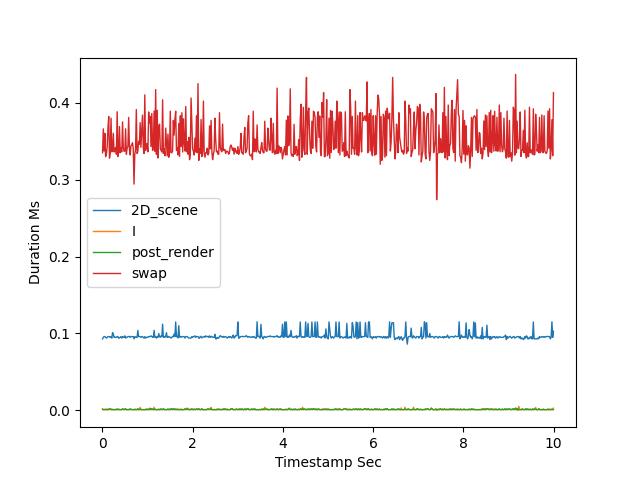 0.4
0.3
0.2
0.1
0.0
Duration Ms
2D_scene
I
post_render
swap
0
2
4
6
8
10
Timestamp Sec